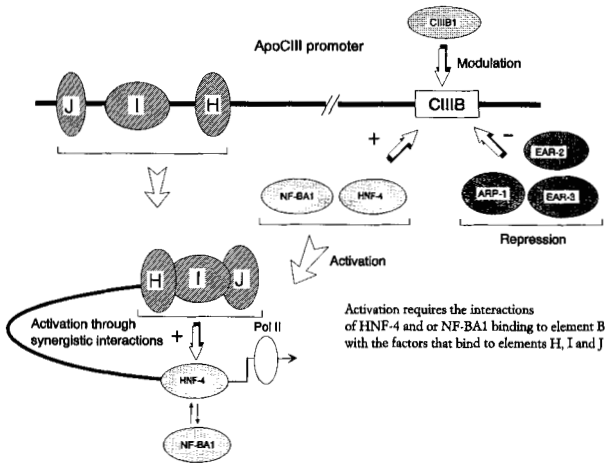 CIIIB1
ApoCIII promoter
Modulation
J
I
H
CIIIB
+
−
EAR-2
NF-BA1
HNF-4
ARP-1
EAR-3
Repression
Activation
H
I
J
Activation through
synergistic interactions
+
Pol II
HNF-4
NF-BA1
Activation requires the interactions
of HNF-4 and or NF-BA1 binding to element B
with the factors that bind to elements H, I and J